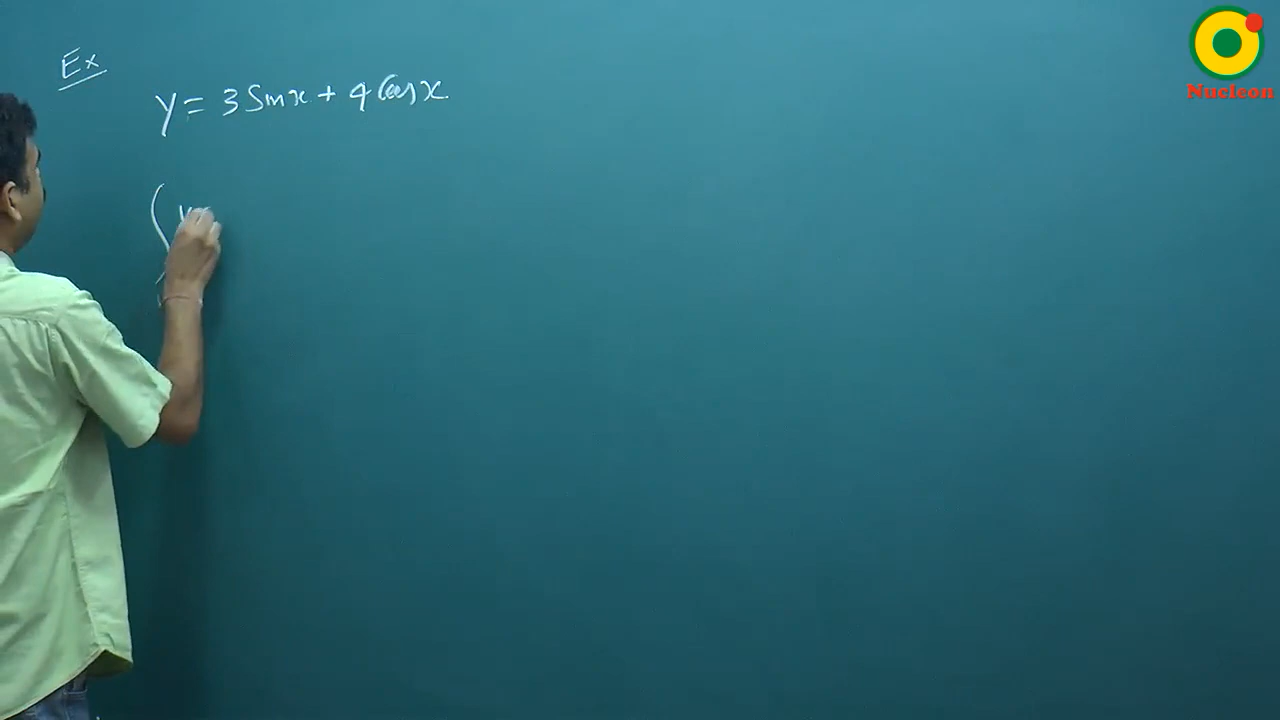 Ex
y = 3 Sin x + 4 Cos x
( y
Nucleon